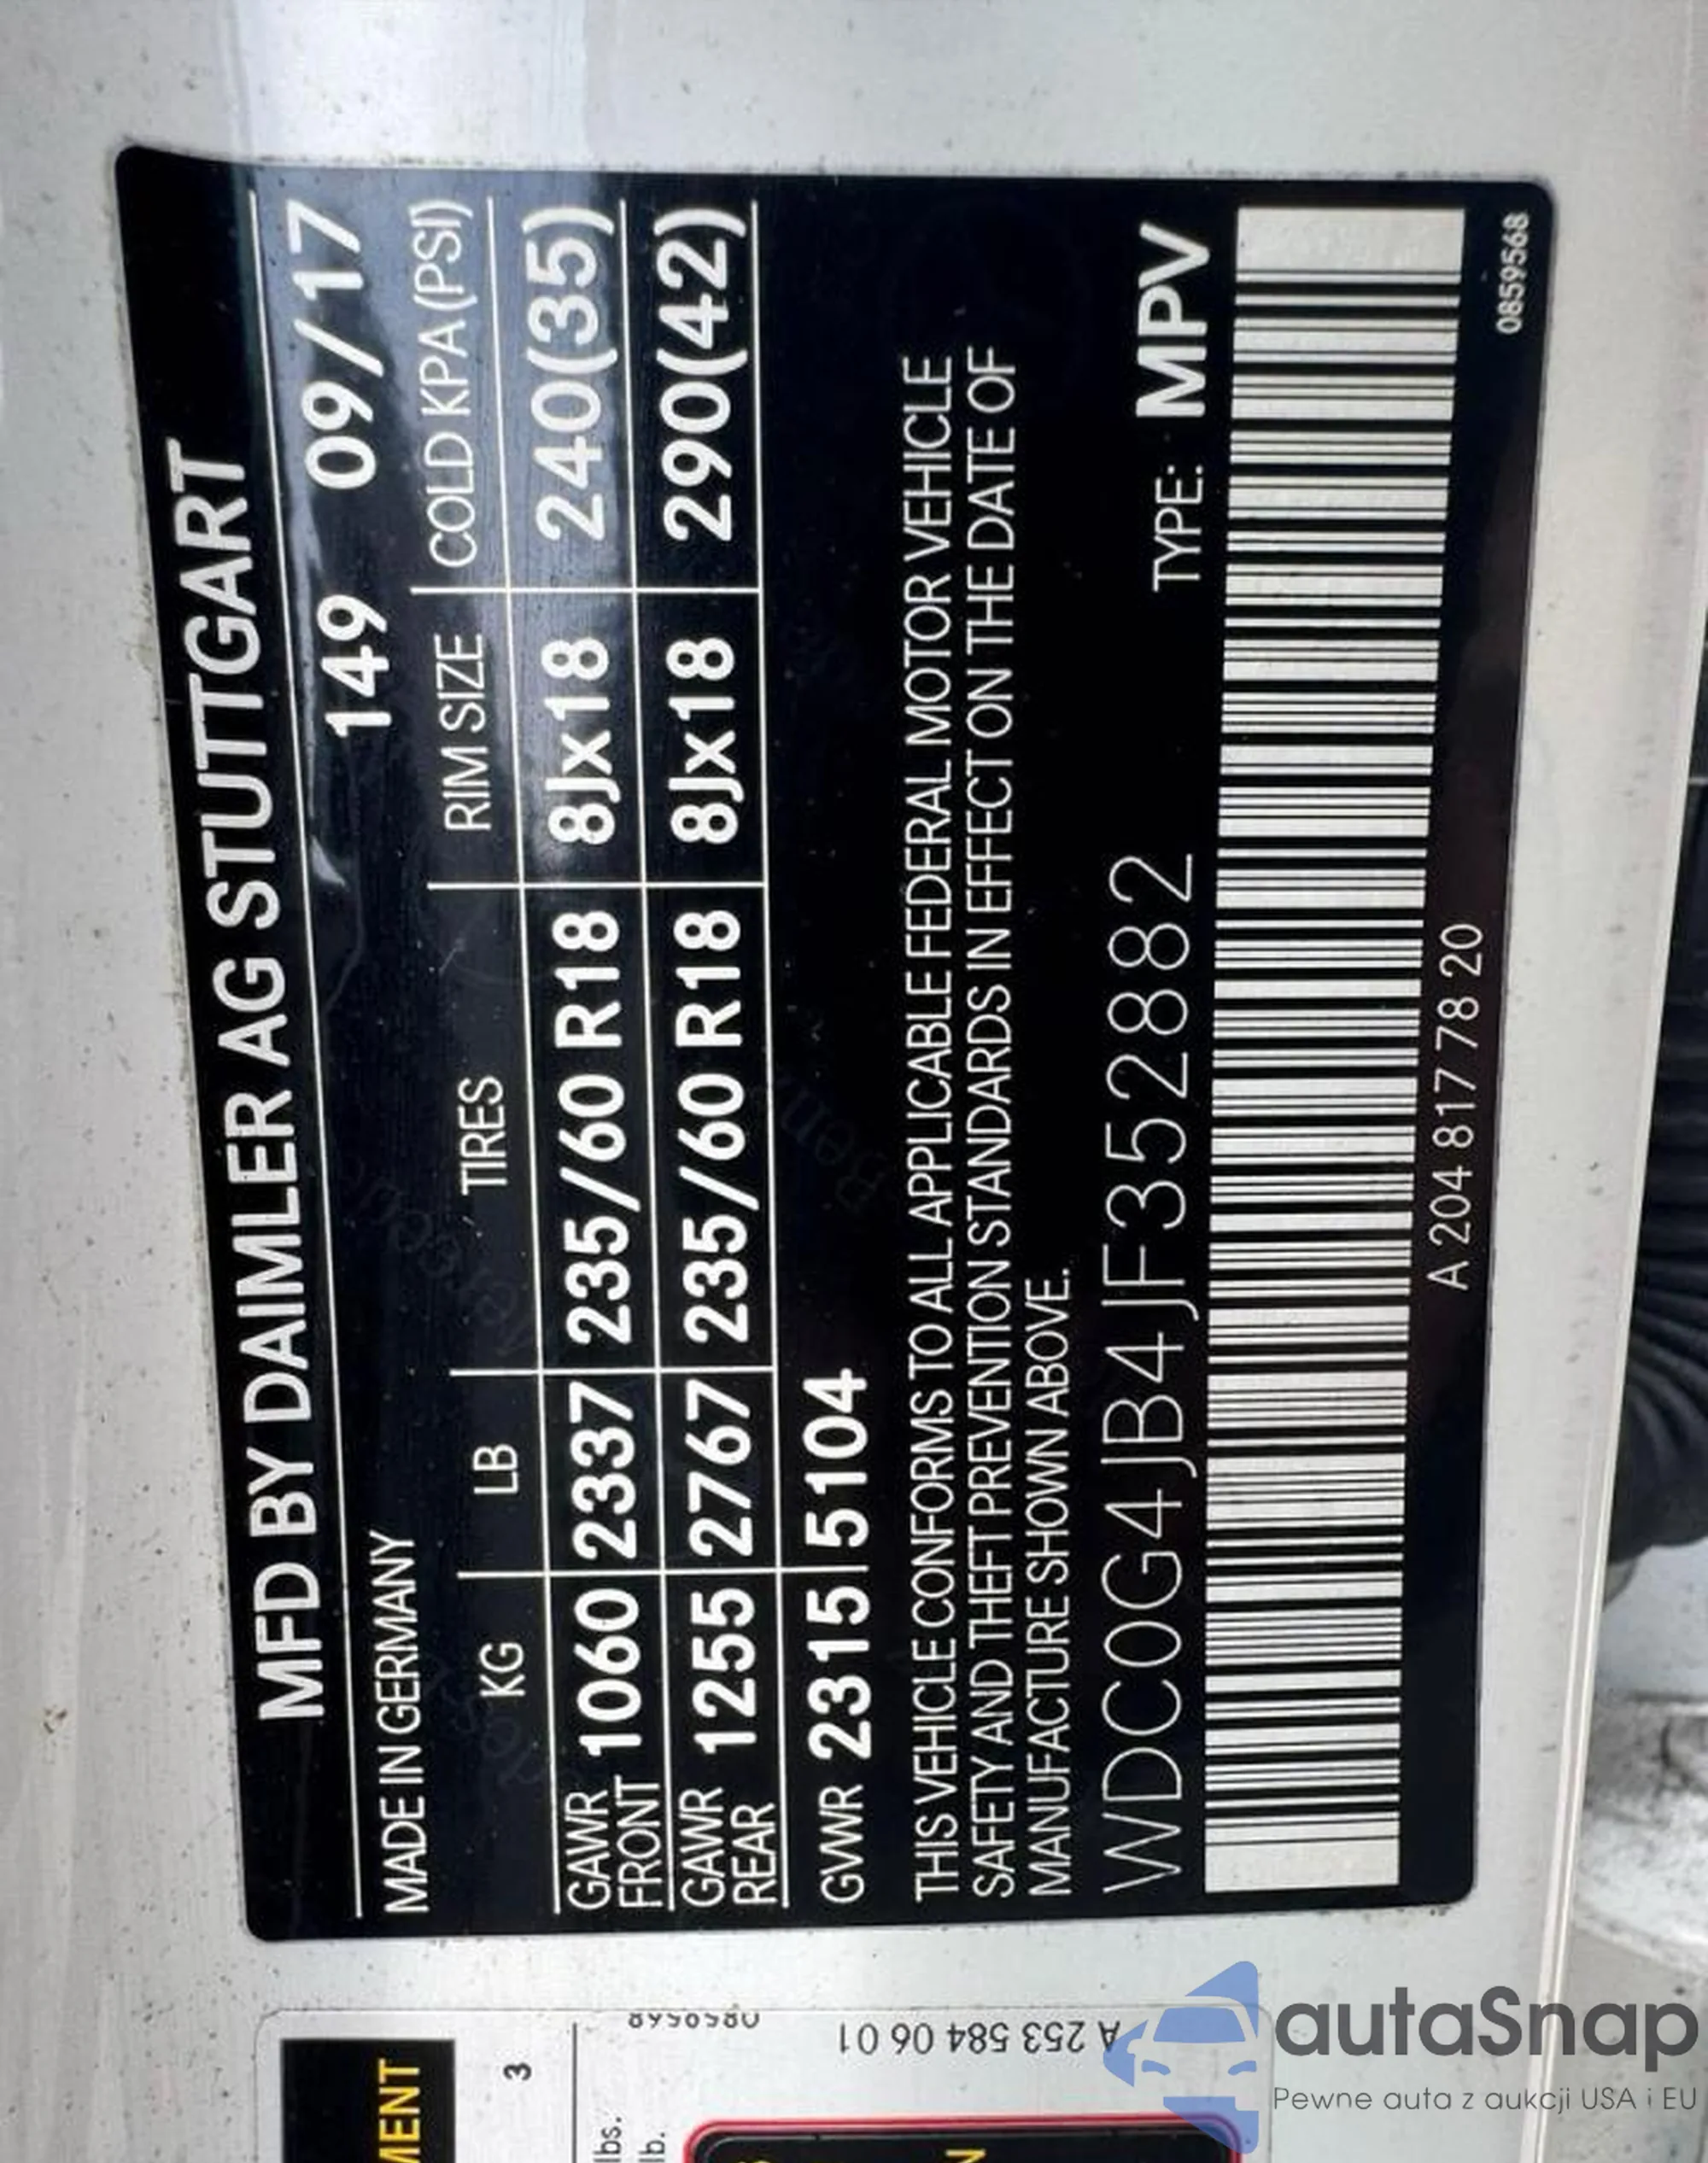 MFD BY DAIMLER AG STUTTGART
MADE IN GERMANY 149 09/17
KG LB TIRES RIM SIZE COLD KPA (PSI)
GAWR FRONT 1060 2337 235/60 R18 8Jx18 240(35)
GAWR REAR 1255 2767 235/60 R18 8Jx18 290(42)
GVWR 2315 5104
THIS VEHICLE CONFORMS TO ALL APPLICABLE FEDERAL MOTOR VEHICLE
SAFETY AND THEFT PREVENTION STANDARDS IN EFFECT ON THE DATE OF
MANUFACTURE SHOWN ABOVE.
WDC0G4JB4JF352882 TYPE: MPV
A 204 817 78 20
0859568
3
lbs.
lb.
0859568
A 253 584 06 01
autaSnap
Pewne auta z aukcji USA i EU